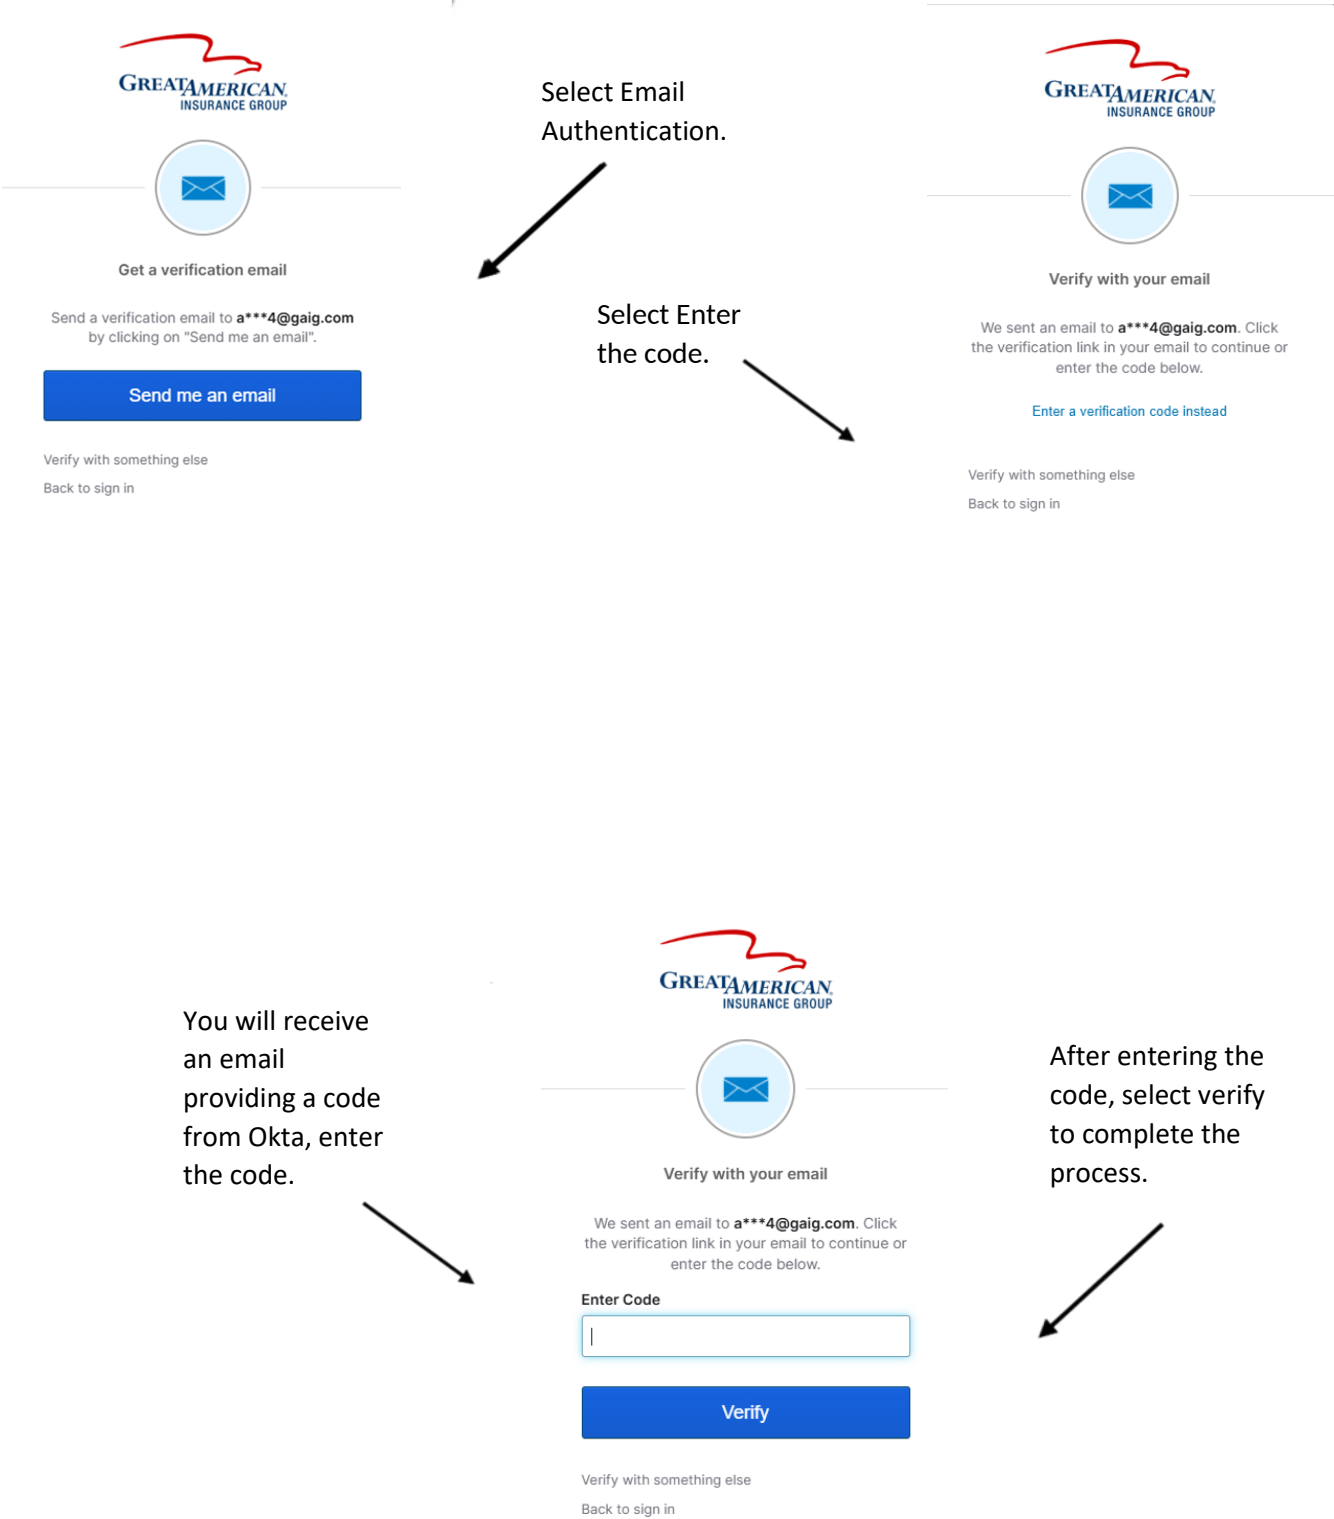 GREATAMERICAN
INSURANCE GROUP
Get a verification email
Send a verification email to a***4@gaig.com
by clicking on "Send me an email".
Send me an email
Verify with something else
Back to sign in
Select Email
Authentication.
Select Enter
the code.
GREATAMERICAN
INSURANCE GROUP
Verify with your email
We sent an email to a***4@gaig.com. Click
the verification link in your email to continue or
enter the code below.
Enter a verification code instead
Verify with something else
Back to sign in
You will receive
an email
providing a code
from Okta, enter
the code.
GREATAMERICAN
INSURANCE GROUP
Verify with your email
We sent an email to a***4@gaig.com. Click
the verification link in your email to continue or
enter the code below.
Enter Code
Verify
Verify with something else
Back to sign in
After entering the
code, select verify
to complete the
process.